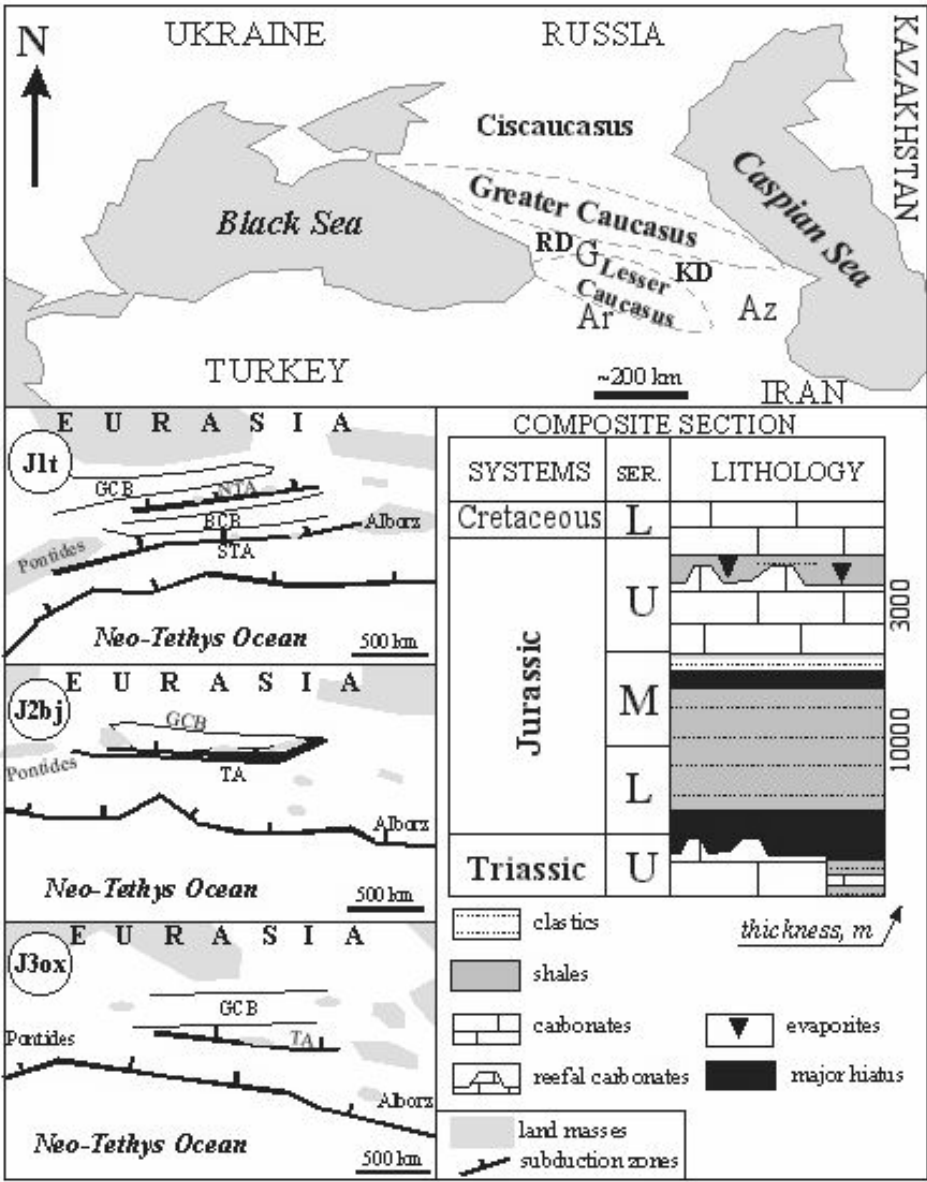 UKRAINE
RUSSIA
KAZAKHSTAN
N
Ciscaucasus
Greater Caucasus
Black Sea
Caspian Sea
RD
G
KD
Lesser
Caucasus
Ar
Az
TURKEY
~200 km
IRAN
E U R A S I A
J1t
GCB
NTA
BCB
Alborz
Pontides
STA
Neo-Tethys Ocean
500 km
E U R A S I A
J2bj
GCB
Pontides
TA
Alborz
Neo-Tethys Ocean
500 km
E U R A S I A
J3ox
GCB
Pontides
TA
Alborz
Neo-Tethys Ocean
500 km
COMPOSITE SECTION
SYSTEMS
SER.
LITHOLOGY
Cretaceous
L
Jurassic
U
3000
M
10000
L
Triassic
U
thickness, m
clastics
shales
carbonates
evaporites
reefal carbonates
major hiatus
land masses
subduction zones